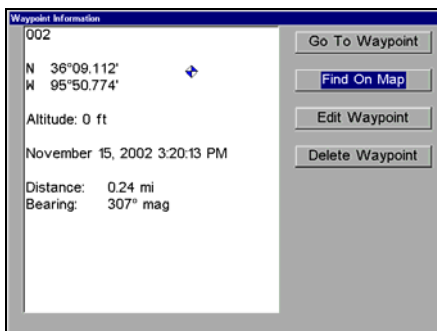 Waypoint Information
002
N 36°09.112'
W 95°50.774'
Altitude: 0 ft
November 15, 2002 3:20:13 PM
Distance: 0.24 mi
Bearing: 307° mag
Go To Waypoint
Find On Map
Edit Waypoint
Delete Waypoint